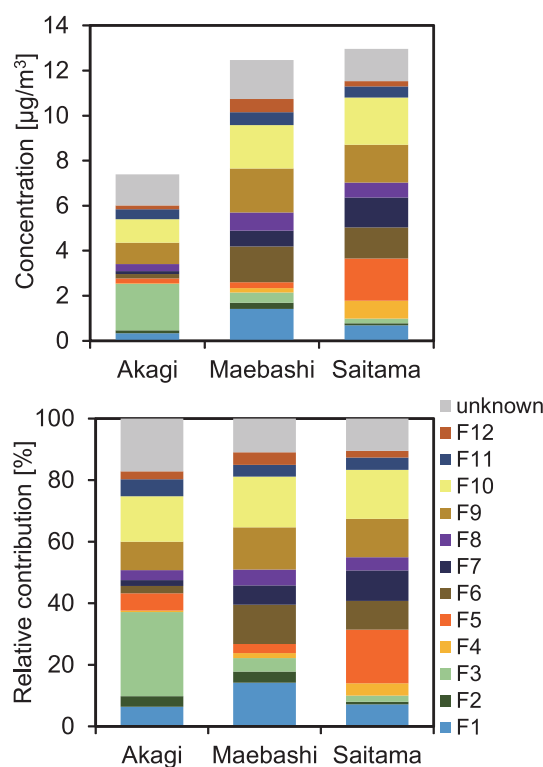 Concentration [µg/m³]
14
12
10
8
6
4
2
0
Akagi Maebashi Saitama
Relative contribution [%]
100
80
60
40
20
0
Akagi Maebashi Saitama
unknown
F12
F11
F10
F9
F8
F7
F6
F5
F4
F3
F2
F1